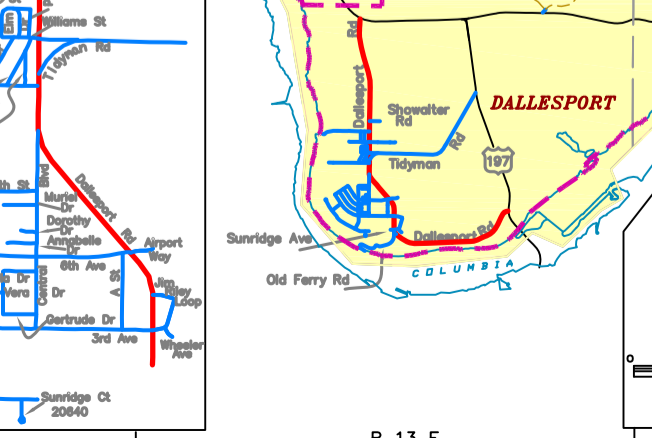 Elm
Williams St
Tidyman Rd
Blvd
Muriel
Dr
Dorothy
Dr
Annabelle
Dr
6th Ave
Dallesport Rd
Airport
Way
Jim
Riley
Loop
A St
Central
Vera Dr
Gertrude Dr
3rd Ave
Wheeler
Ave
Sunridge Ct
20640
Rd
Dallesport
Showalter
Rd
Tidyman Rd
DALLESPORT
197
Dallesport Rd
Sunridge Ave
Old Ferry Rd
COLUMBIA